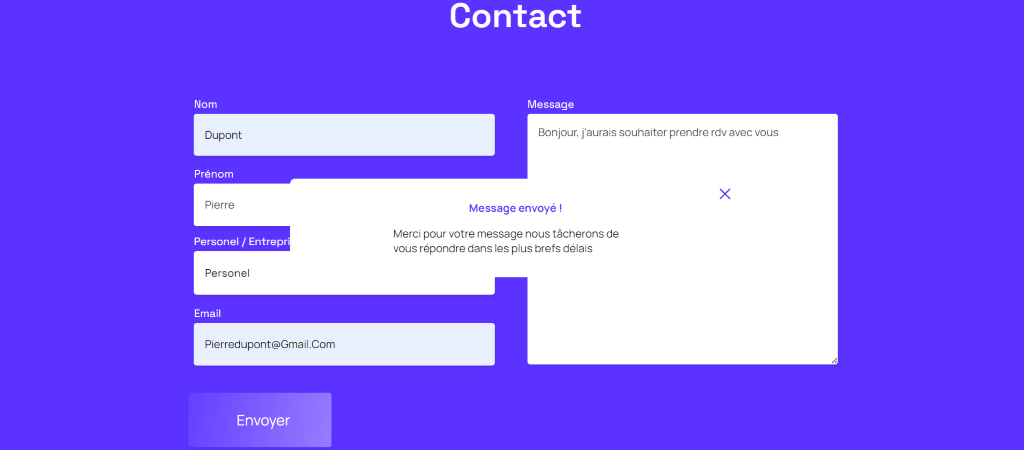 Contact
Nom
Dupont
Prénom
Pierre
Personel / Entrepri
Personel
Email
Pierredupont@Gmail.Com
Message
Bonjour, j'aurais souhaiter prendre rdv avec vous
Message envoyé !
Merci pour votre message nous tâcherons de
vous répondre dans les plus brefs délais
Envoyer